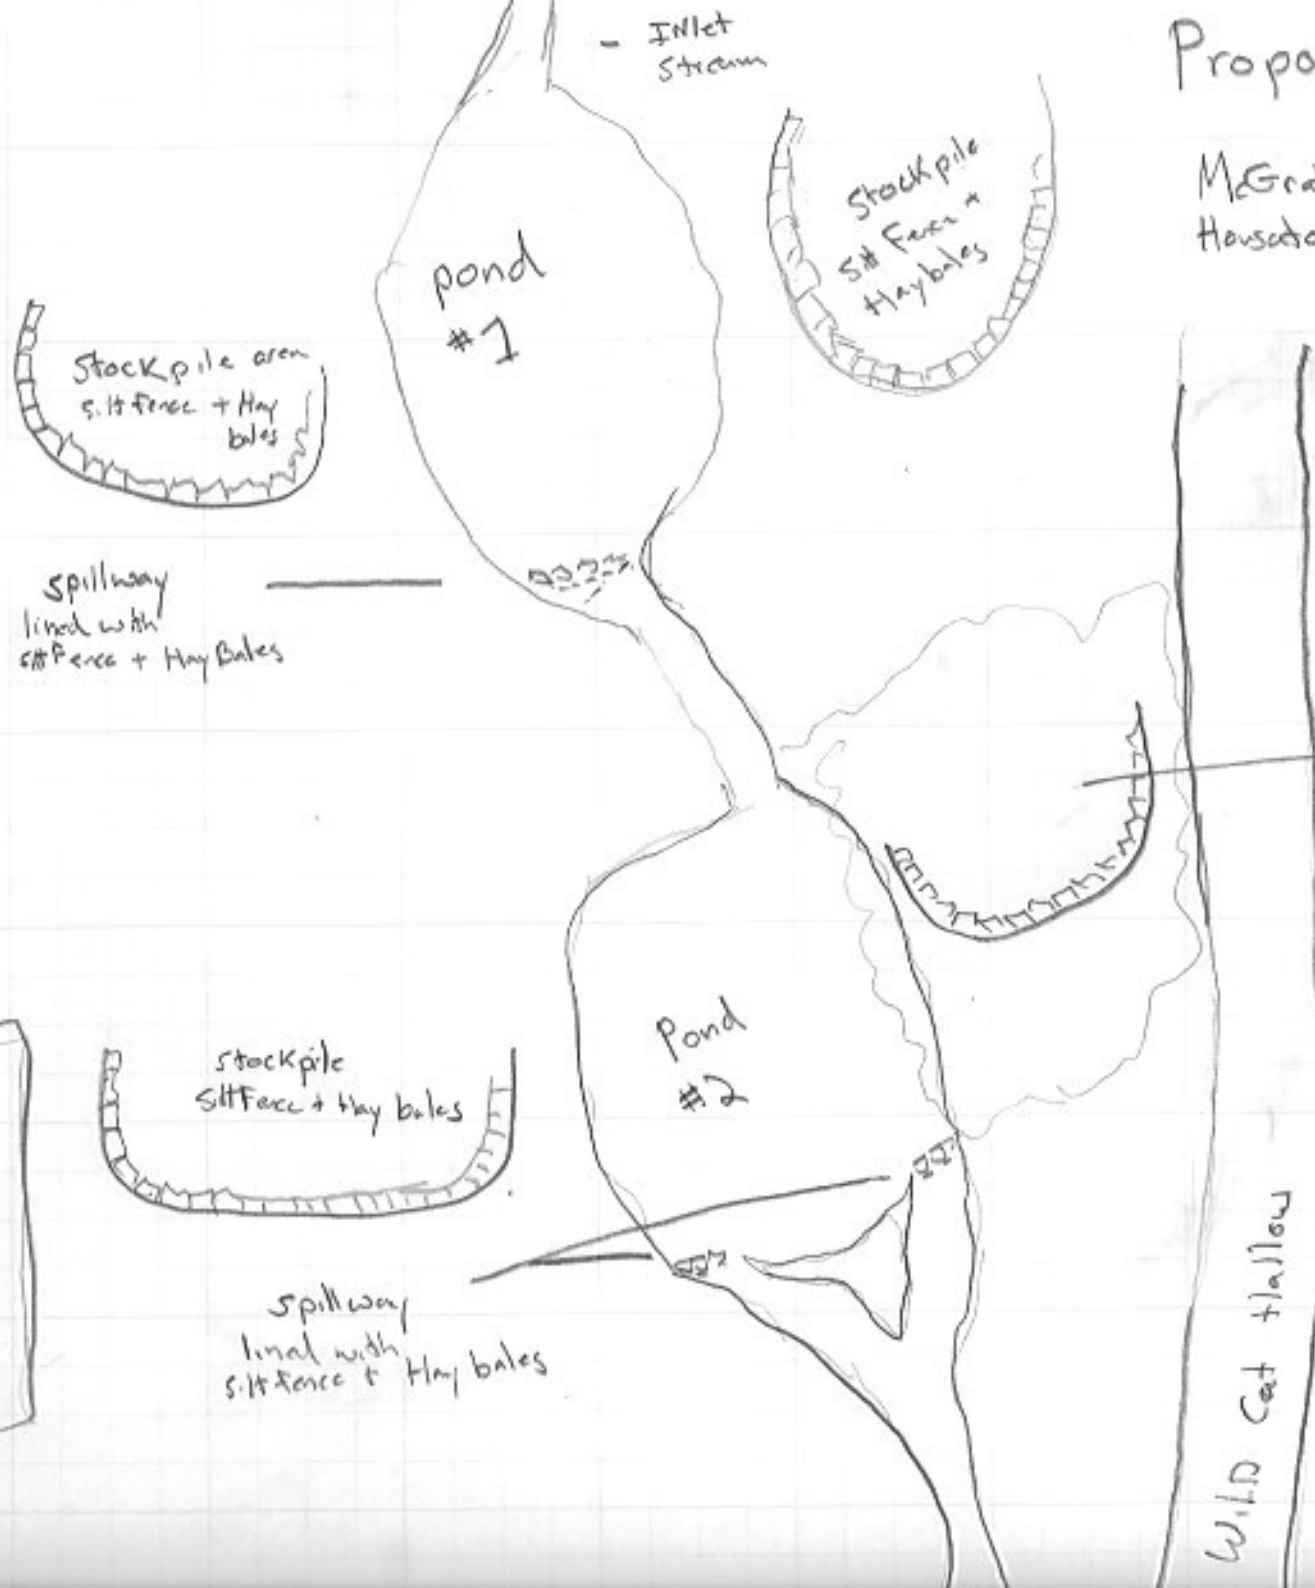 INlet
stream
Propo
McGra
Housato
Stockpile
silt Fence +
Hay bales
pond
#1
Stockpile area
silt fence + Hay
bales
spillway
lined with
silt Fence + Hay Bales
Pond
#2
stockpile
Silt Fence + Hay bales
spillway
lined with
silt fence + Hay bales
WILD Cat Hallow